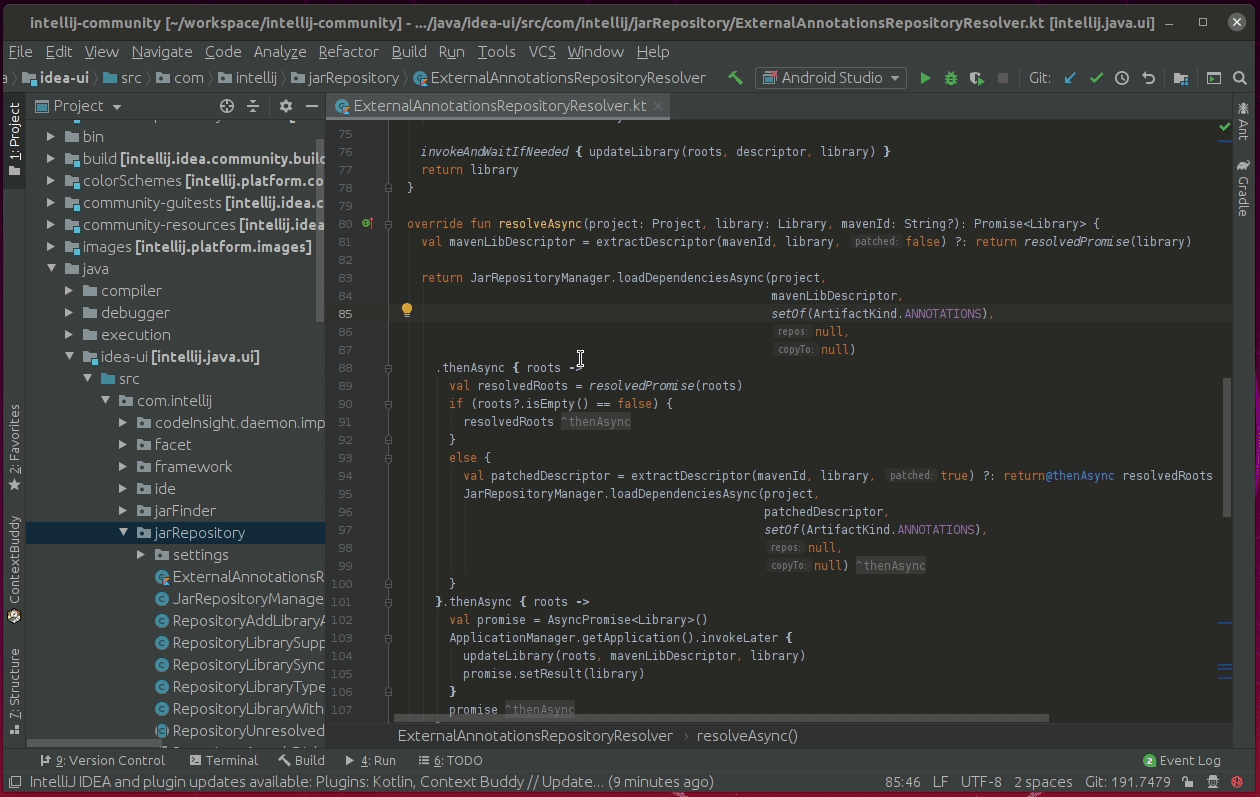 intellij-community [~/workspace/intellij-community] - .../java/idea-ui/src/com/intellij/jarRepository/ExternalAnnotationsRepositoryResolver.kt [intellij.java.ui]
File Edit View Navigate Code Analyze Refactor Build Run Tools VCS Window Help
idea-ui src com intellij jarRepository ExternalAnnotationsRepositoryResolver Android Studio Git:
Project
ExternalAnnotationsRepositoryResolver.kt
1: Project
2: Favorites
ContextBuddy
7: Structure
bin
build [intellij.idea.community.build
colorSchemes [intellij.platform.co
community-guitests [intellij.idea.c
community-resources [intellij.idea
images [intellij.platform.images]
java
compiler
debugger
execution
idea-ui [intellij.java.ui]
src
com.intellij
codeInsight.daemon.imp
facet
framework
ide
jarFinder
jarRepository
settings
ExternalAnnotationsR
JarRepositoryManage
RepositoryAddLibraryA
RepositoryLibrarySupp
RepositoryLibrarySync
RepositoryLibraryType
RepositoryLibraryWith
RepositoryUnresolved
75
76 invokeAndWaitIfNeeded { updateLibrary(roots, descriptor, library) }
77 return library
78 }
79
80 override fun resolveAsync(project: Project, library: Library, mavenId: String?): Promise<Library> {
81 val mavenLibDescriptor = extractDescriptor(mavenId, library, patched: false) ?: return resolvedPromise(library)
82
83 return JarRepositoryManager.loadDependenciesAsync(project,
84 mavenLibDescriptor,
85 setOf(ArtifactKind.ANNOTATIONS),
86 repos: null,
87 copyTo: null)
88 .thenAsync { roots ->
89 val resolvedRoots = resolvedPromise(roots)
90 if (roots?.isEmpty() == false) {
91 resolvedRoots ^thenAsync
92 }
93 else {
94 val patchedDescriptor = extractDescriptor(mavenId, library, patched: true) ?: return@thenAsync resolvedRoots
95 JarRepositoryManager.loadDependenciesAsync(project,
96 patchedDescriptor,
97 setOf(ArtifactKind.ANNOTATIONS),
98 repos: null,
99 copyTo: null) ^thenAsync
100 }
101 }.thenAsync { roots ->
102 val promise = AsyncPromise<Library>()
103 ApplicationManager.getApplication().invokeLater {
104 updateLibrary(roots, mavenLibDescriptor, library)
105 promise.setResult(library)
106 }
107 promise ^thenAsync
ExternalAnnotationsRepositoryResolver › resolveAsync()
Ant
Gradle
9: Version Control Terminal Build 4: Run 6: TODO 2 Event Log
IntelliJ IDEA and plugin updates available: Plugins: Kotlin, Context Buddy // Update... (9 minutes ago) 85:46 LF UTF-8 2 spaces Git: 191.7479